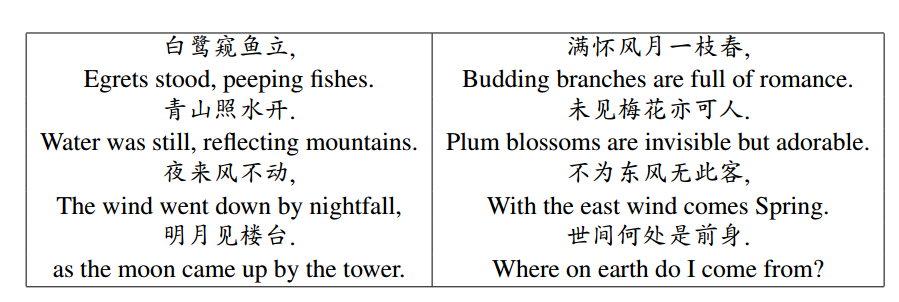 白鹭窥鱼立,
Egrets stood, peeping fishes.
青山照水开.
Water was still, reflecting mountains.
夜来风不动,
The wind went down by nightfall,
明月见楼台.
as the moon came up by the tower.
满怀风月一枝春,
Budding branches are full of romance.
未见梅花亦可人.
Plum blossoms are invisible but adorable.
不为东风无此客,
With the east wind comes Spring.
世间何处是前身.
Where on earth do I come from?